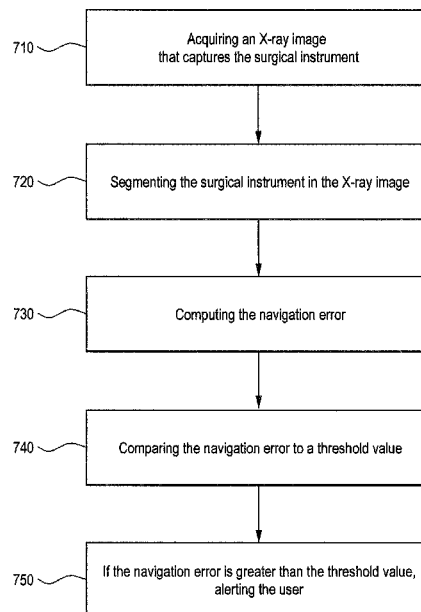 710
Acquiring an X-ray image
that captures the surgical instrument
720
Segmenting the surgical instrument in the X-ray image
730
Computing the navigation error
740
Comparing the navigation error to a threshold value
750
If the navigation error is greater than the threshold value,
alerting the user